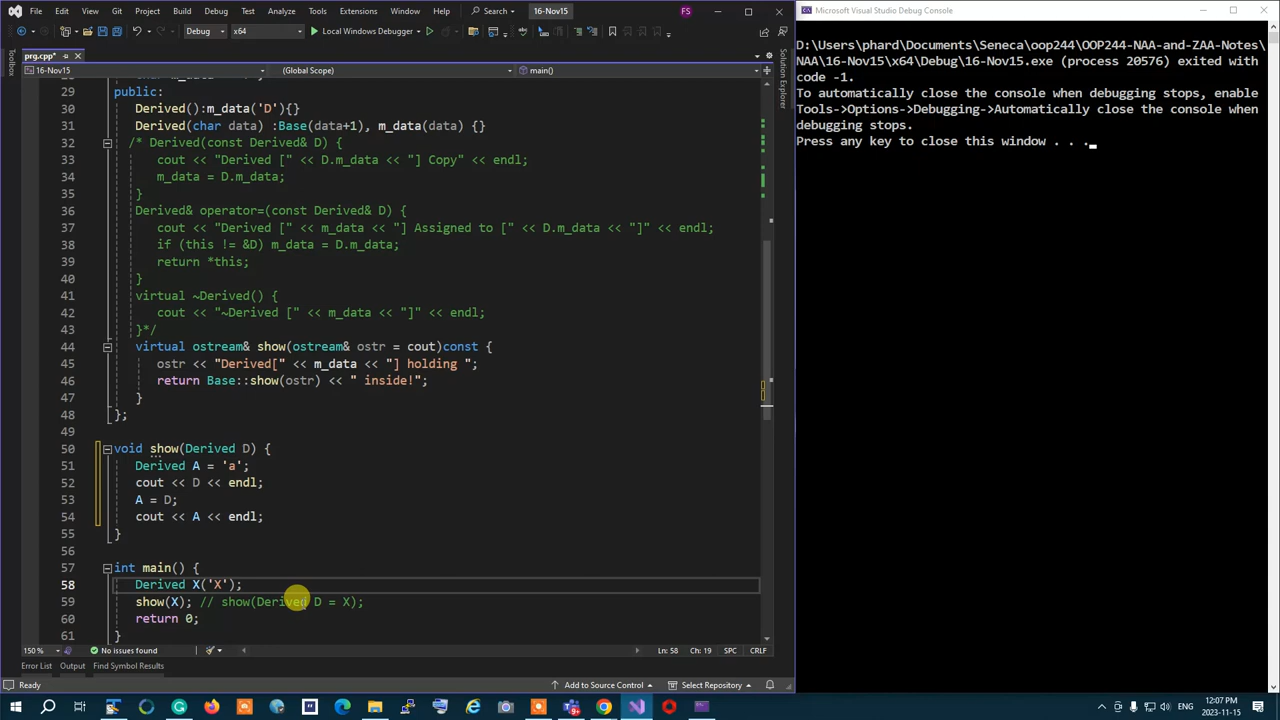 File Edit View Git Project Build Debug Test Analyze Tools Extensions Window Help Search 16-Nov15 FS
Debug x64 Local Windows Debugger
prg.cpp*
16-Nov15 (Global Scope) main()
Toolbox
Solution Explorer
29 public:
30 Derived():m_data('D'){}
31 Derived(char data) :Base(data+1), m_data(data) {}
32 /* Derived(const Derived& D) {
33 cout << "Derived [" << D.m_data << "] Copy" << endl;
34 m_data = D.m_data;
35 }
36 Derived& operator=(const Derived& D) {
37 cout << "Derived [" << m_data << "] Assigned to [" << D.m_data << "]" << endl;
38 if (this != &D) m_data = D.m_data;
39 return *this;
40 }
41 virtual ~Derived() {
42 cout << "~Derived [" << m_data << "]" << endl;
43 }*/
44 virtual ostream& show(ostream& ostr = cout)const {
45 ostr << "Derived[" << m_data << "] holding ";
46 return Base::show(ostr) << " inside!";
47 }
48 };
49
50 void show(Derived D) {
51 Derived A = 'a';
52 cout << D << endl;
53 A = D;
54 cout << A << endl;
55 }
56
57 int main() {
58 Derived X('X');
59 show(X); // show(Derived D = X);
60 return 0;
61 }
150 % No issues found Ln: 58 Ch: 19 SPC CRLF
Error List Output Find Symbol Results
Ready Add to Source Control Select Repository
Microsoft Visual Studio Debug Console
D:\Users\phard\Documents\Seneca\oop244\OOP244-NAA-and-ZAA-Notes\
NAA\16-Nov15\x64\Debug\16-Nov15.exe (process 20576) exited with
code -1.
To automatically close the console when debugging stops, enable
Tools->Options->Debugging->Automatically close the console when
debugging stops.
Press any key to close this window . . .
ENG 12:07 PM
2023-11-15